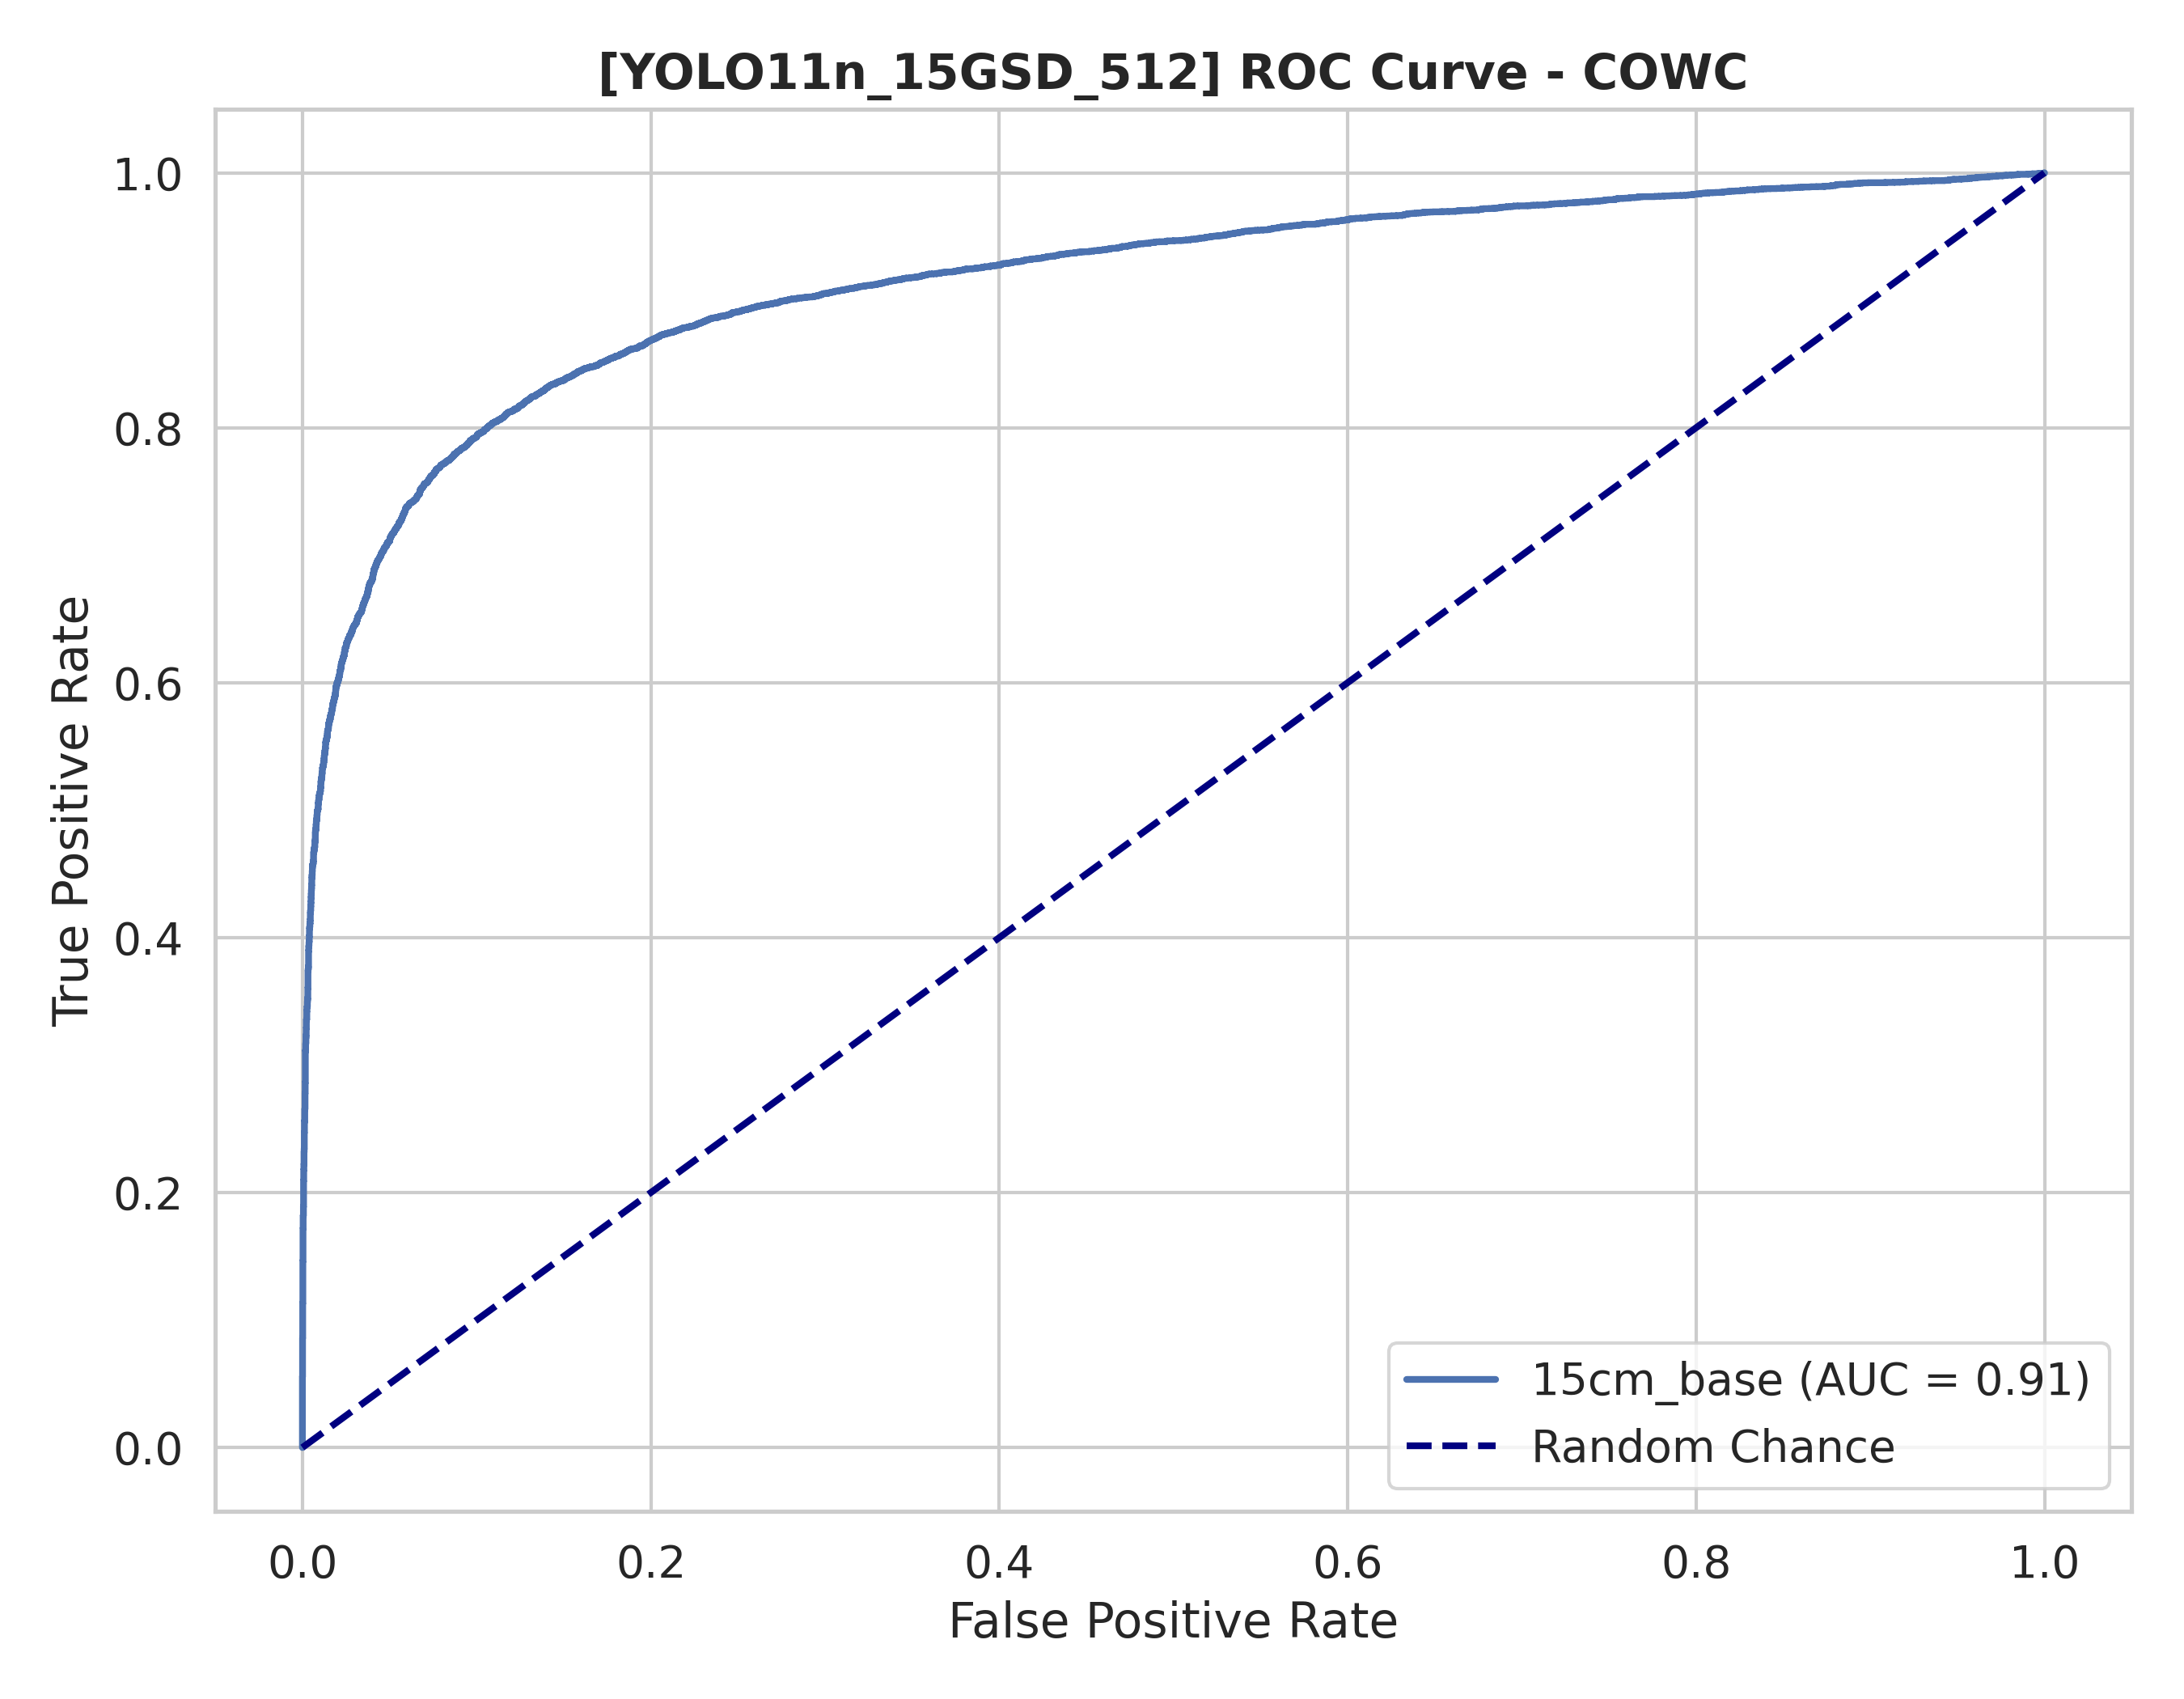 [YOLO11n_15GSD_512] ROC Curve - COWC
True Positive Rate
1.0
0.8
0.6
0.4
0.2
0.0
15cm_base (AUC = 0.91)
Random Chance
0.0 0.2 0.4 0.6 0.8 1.0
False Positive Rate